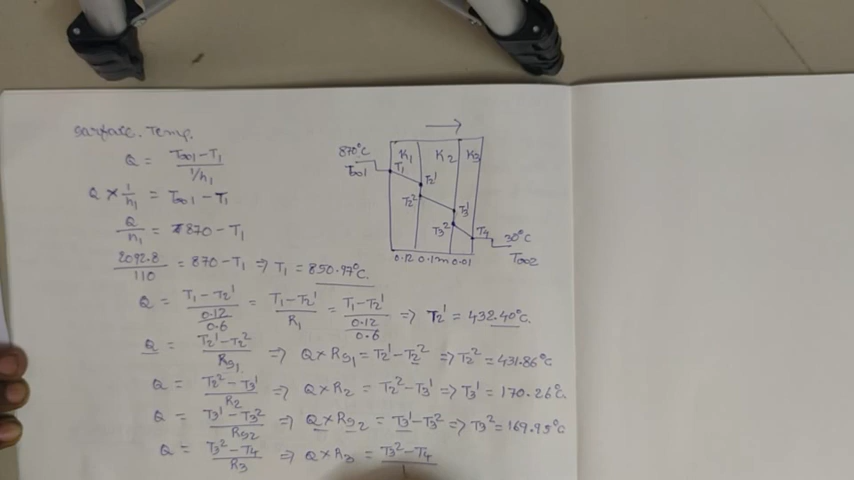 Surface. Temp.
Q = T∞1 - T1 / 1/h1
Q × 1/h1 = T∞1 - T1
Q/h1 = 870 - T1
2092.8/110 = 870 - T1 ⇒ T1 = 850.97°C.
Q = T1 - T2¹ / 0.12/0.6 = T1 - T2¹ / R1 = T1 - T2¹ / 0.12/0.6 ⇒ T2¹ = 432.40°C.
Q = T2¹ - T2² / Rg1 ⇒ Q × Rg1 = T2¹ - T2² ⇒ T2² = 431.86°C
Q = T2² - T3¹ / R2 ⇒ Q × R2 = T2² - T3¹ ⇒ T3¹ = 170.26°C.
Q = T3¹ - T3² / Rg2 ⇒ Q × Rg2 = T3¹ - T3² ⇒ T3² = 169.95°C
Q = T3² - T4 / R3 ⇒ Q × R3 = T3² - T4
870°C
T∞1
K1 K2 K3
T1
T2¹
T2²
T3¹
T3²
T4
30°C
T∞2
0.12 0.1m 0.01